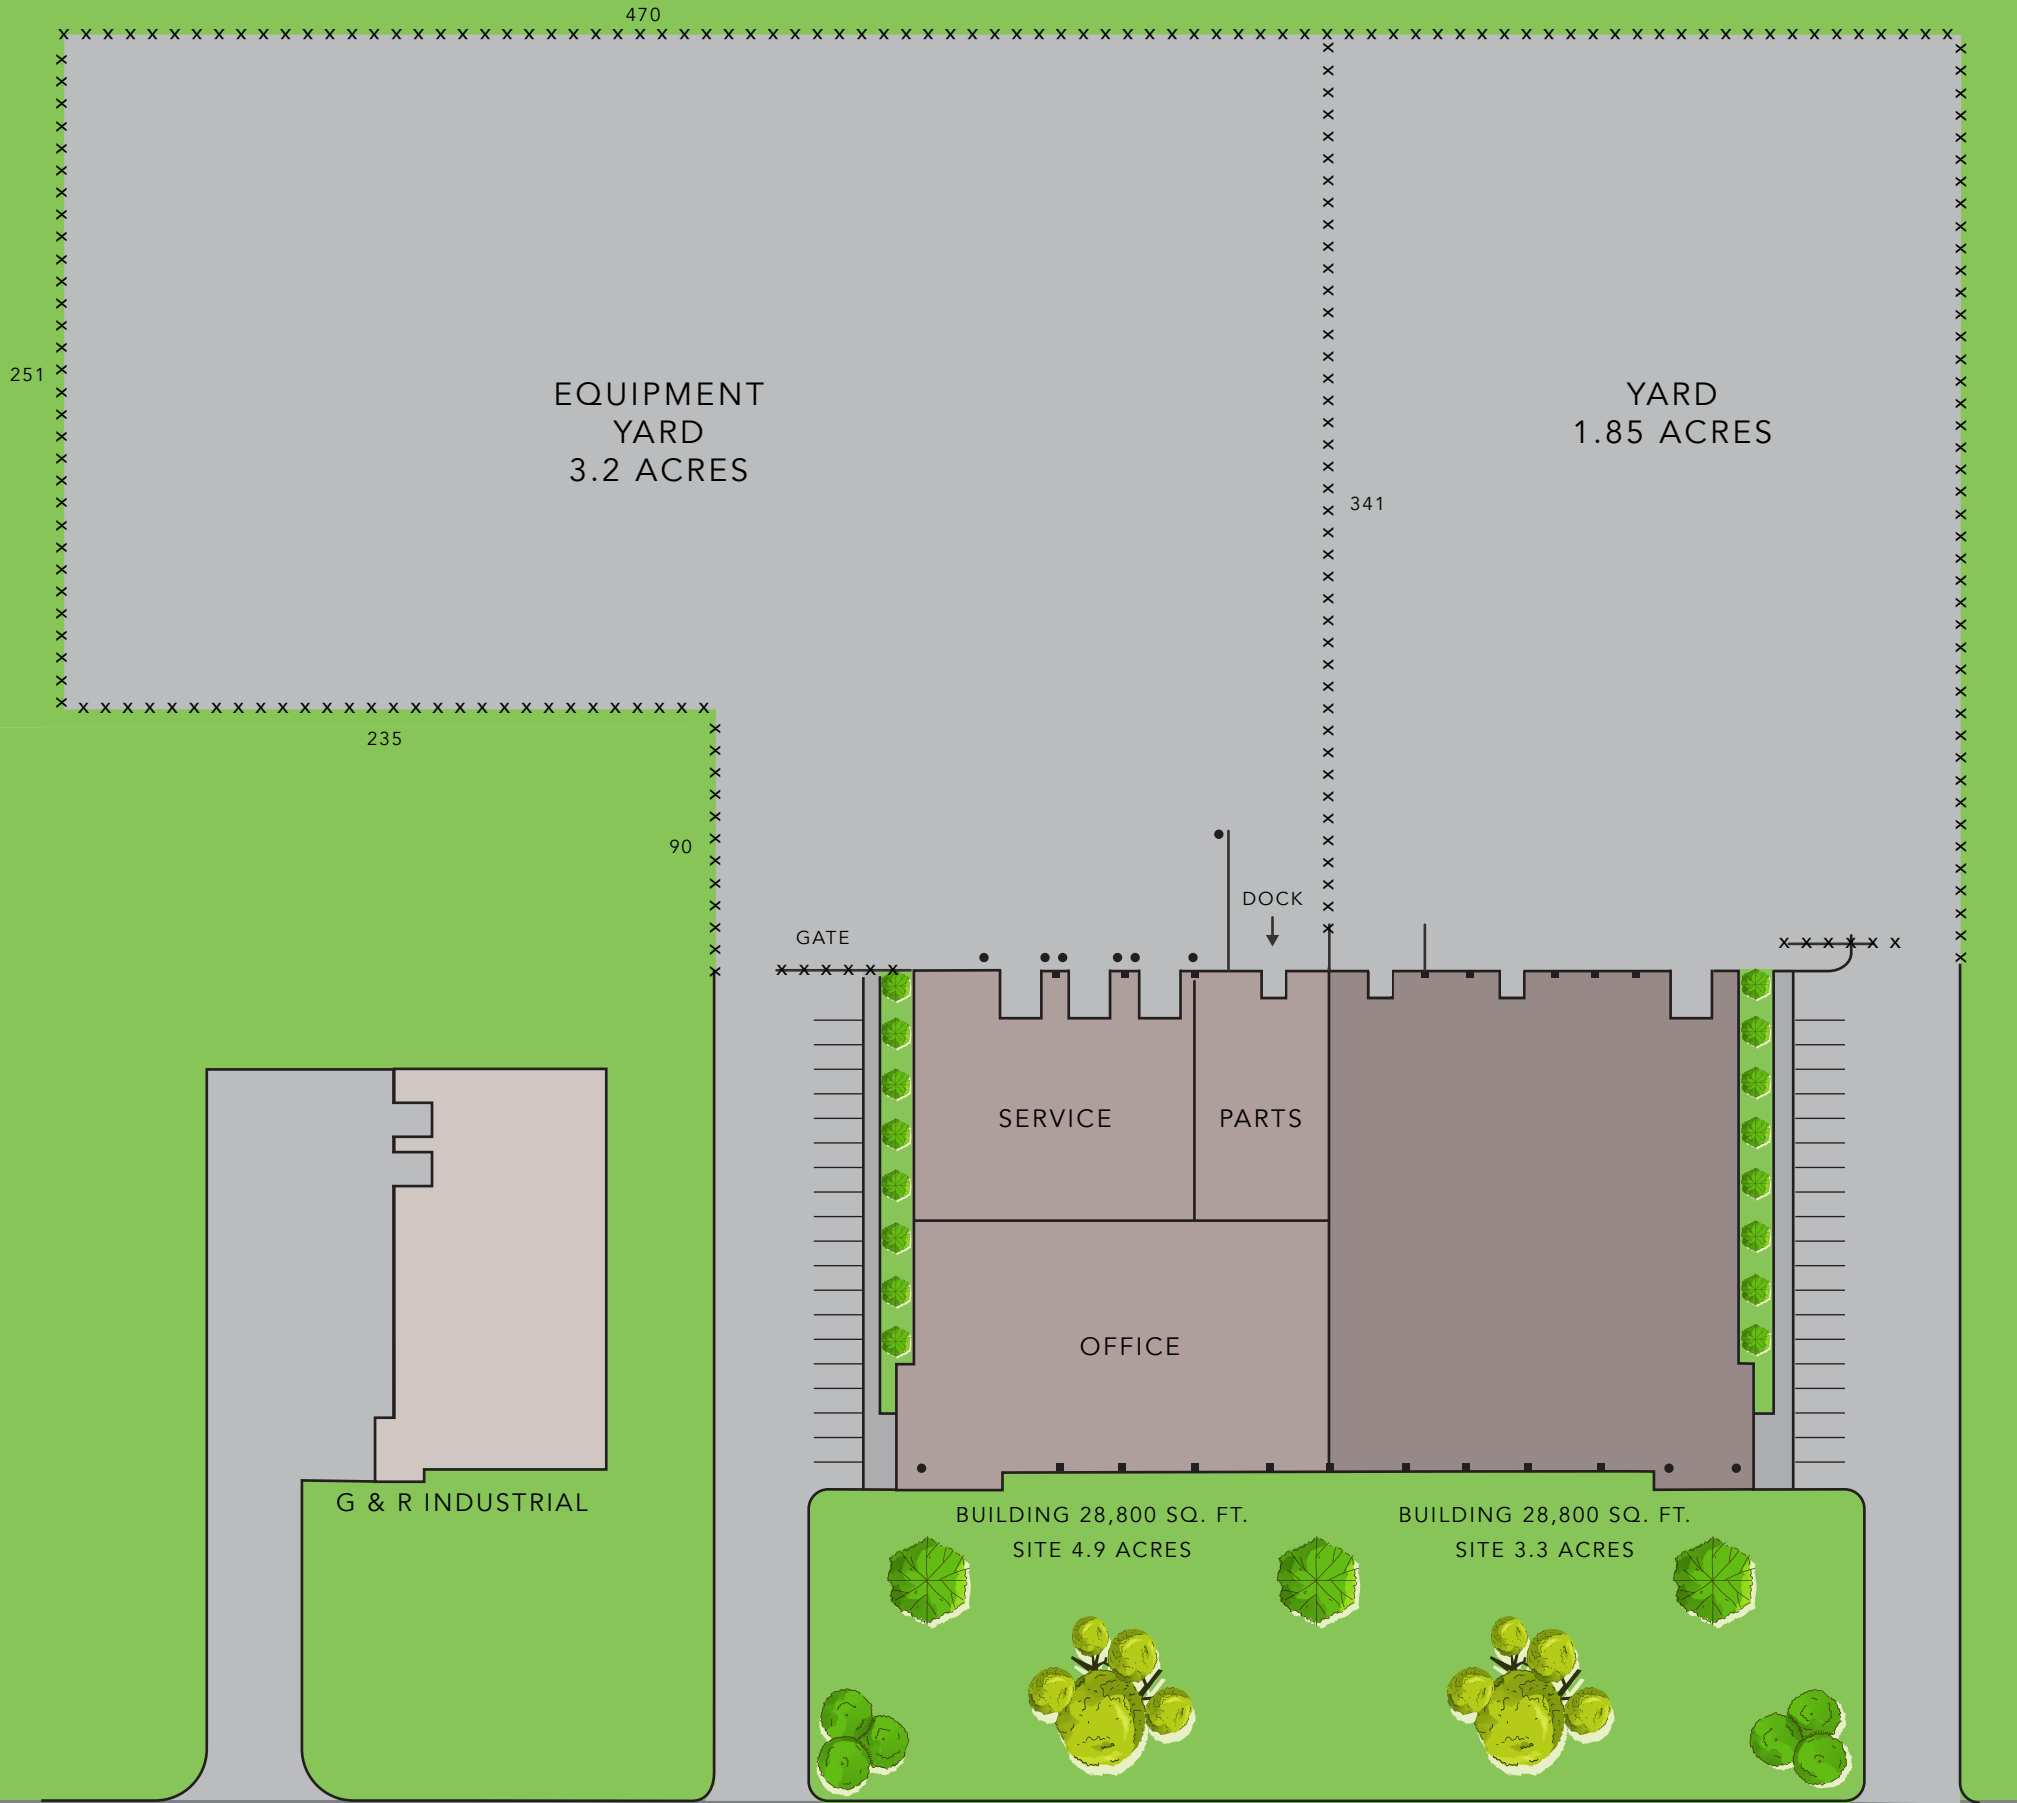 470
251
EQUIPMENT
YARD
3.2 ACRES
YARD
1.85 ACRES
341
235
90
GATE
DOCK
SERVICE
PARTS
OFFICE
G & R INDUSTRIAL
BUILDING 28,800 SQ. FT.
SITE 4.9 ACRES
BUILDING 28,800 SQ. FT.
SITE 3.3 ACRES